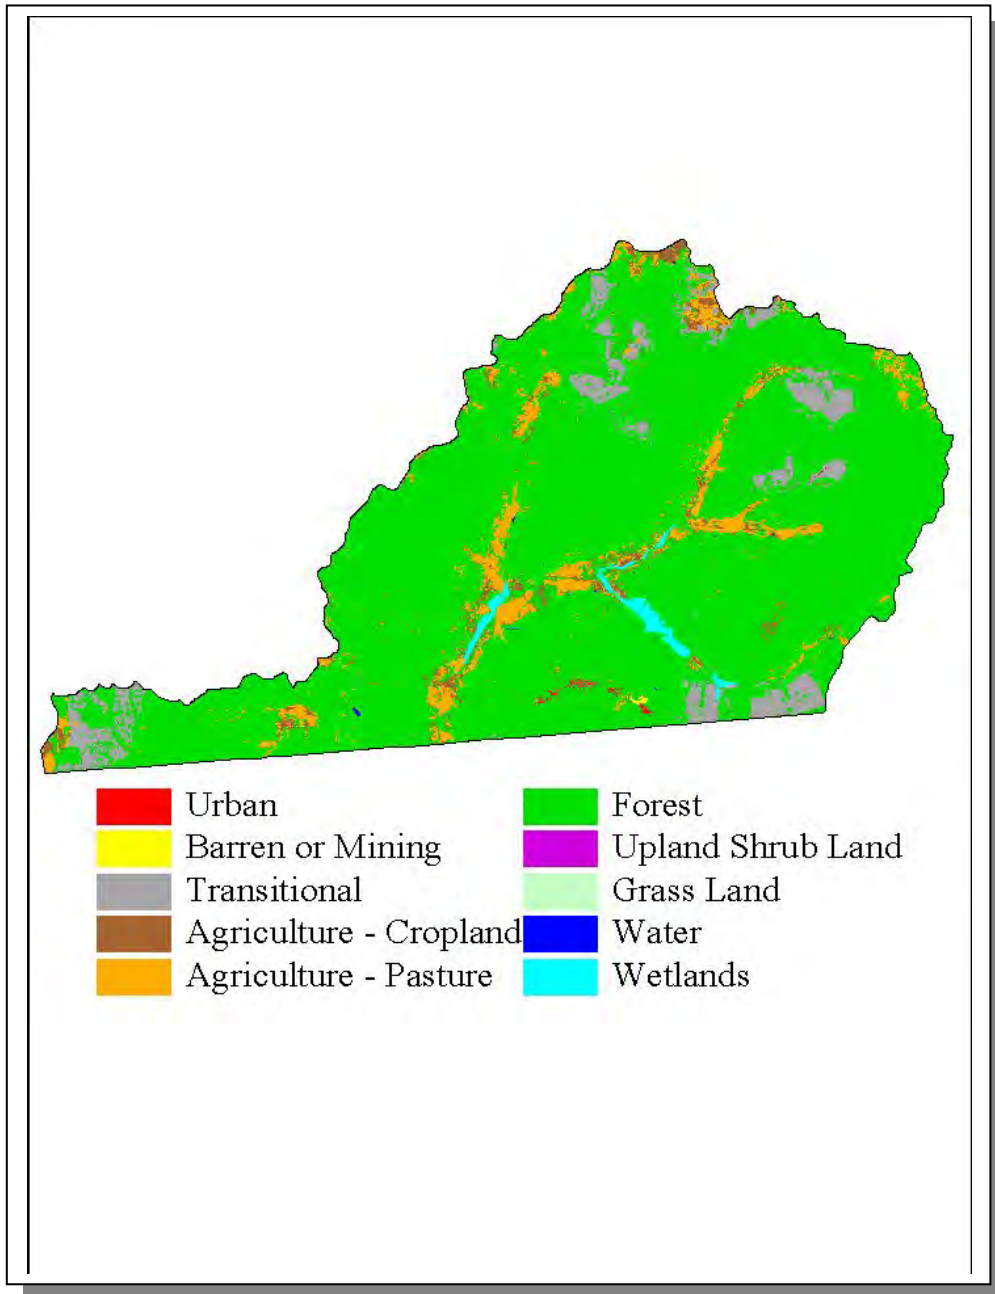 Urban
Barren or Mining
Transitional
Agriculture - Cropland
Agriculture - Pasture
Forest
Upland Shrub Land
Grass Land
Water
Wetlands